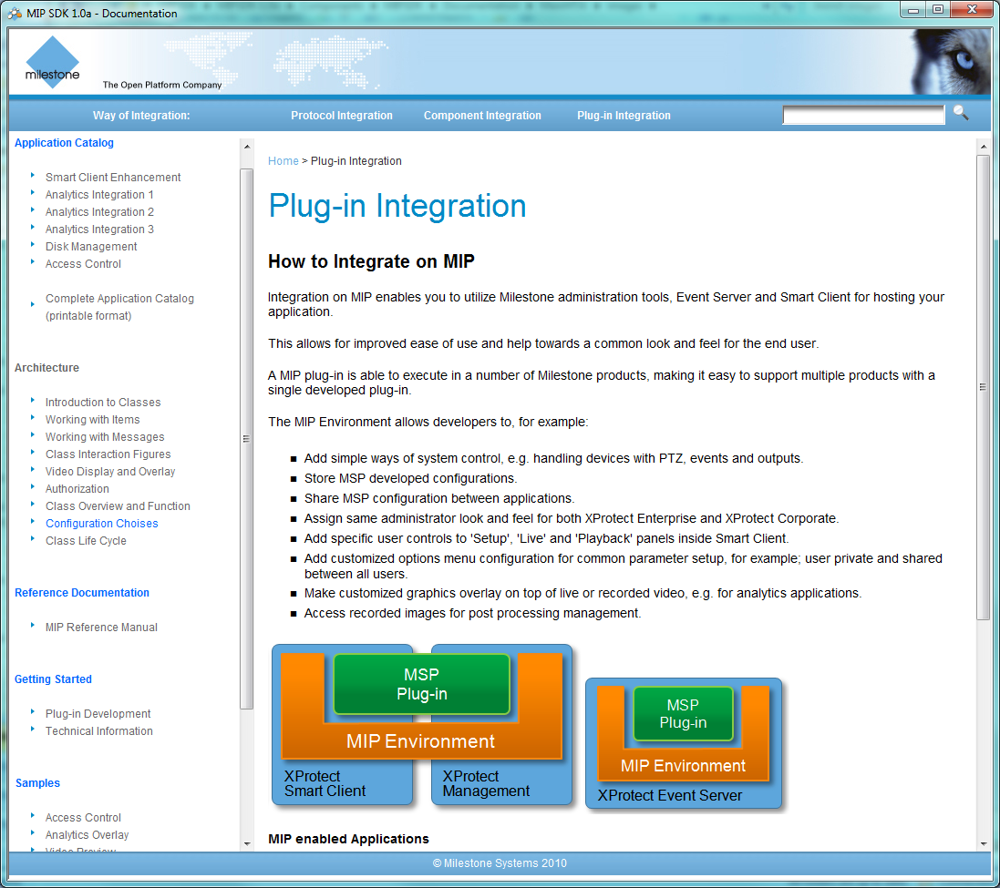 MIP SDK 1.0a - Documentation
milestone
The Open Platform Company
Way of Integration:
Protocol Integration
Component Integration
Plug-in Integration
Application Catalog
Smart Client Enhancement
Analytics Integration 1
Analytics Integration 2
Analytics Integration 3
Disk Management
Access Control
Complete Application Catalog
(printable format)
Architecture
Introduction to Classes
Working with Items
Working with Messages
Class Interaction Figures
Video Display and Overlay
Authorization
Class Overview and Function
Configuration Choises
Class Life Cycle
Reference Documentation
MIP Reference Manual
Getting Started
Plug-in Development
Technical Information
Samples
Access Control
Analytics Overlay
Video Preview
Home > Plug-in Integration
Plug-in Integration
How to Integrate on MIP
Integration on MIP enables you to utilize Milestone administration tools, Event Server and Smart Client for hosting your
application.
This allows for improved ease of use and help towards a common look and feel for the end user.
A MIP plug-in is able to execute in a number of Milestone products, making it easy to support multiple products with a
single developed plug-in.
The MIP Environment allows developers to, for example:
Add simple ways of system control, e.g. handling devices with PTZ, events and outputs.
Store MSP developed configurations.
Share MSP configuration between applications.
Assign same administrator look and feel for both XProtect Enterprise and XProtect Corporate.
Add specific user controls to 'Setup', 'Live' and 'Playback' panels inside Smart Client.
Add customized options menu configuration for common parameter setup, for example; user private and shared
between all users.
Make customized graphics overlay on top of live or recorded video, e.g. for analytics applications.
Access recorded images for post processing management.
MSP
Plug-in
MIP Environment
XProtect
Smart Client
XProtect
Management
MSP
Plug-in
MIP Environment
XProtect Event Server
MIP enabled Applications
© Milestone Systems 2010